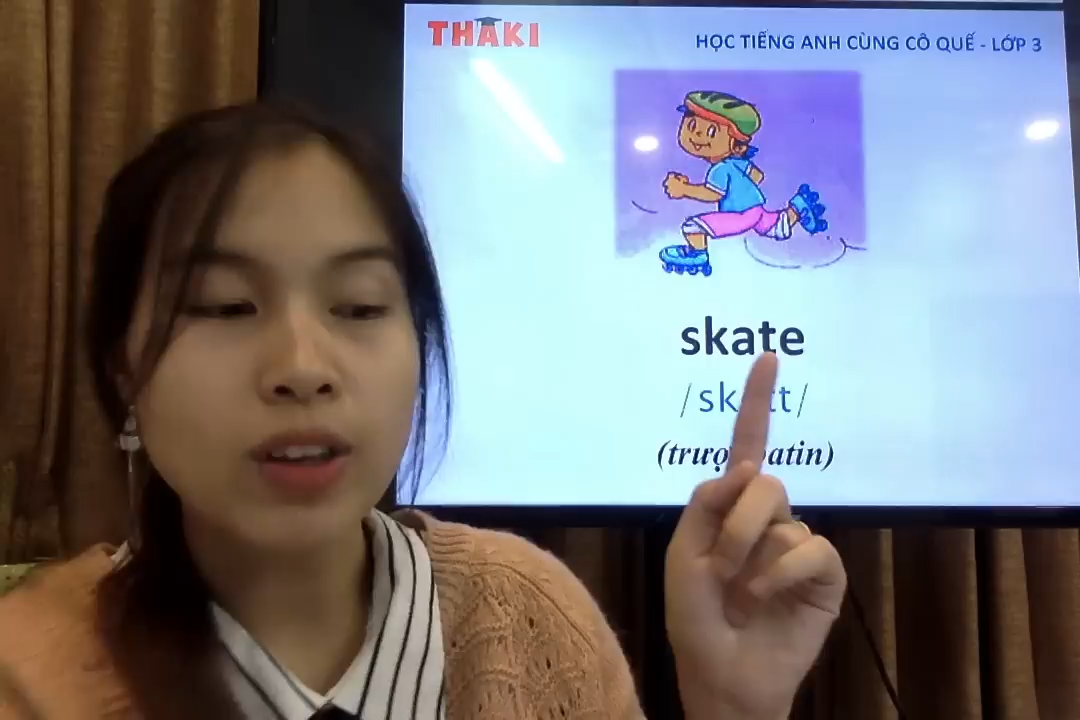 THAKI
HỌC TIẾNG ANH CÙNG CÔ QUẾ - LỚP 3
skate